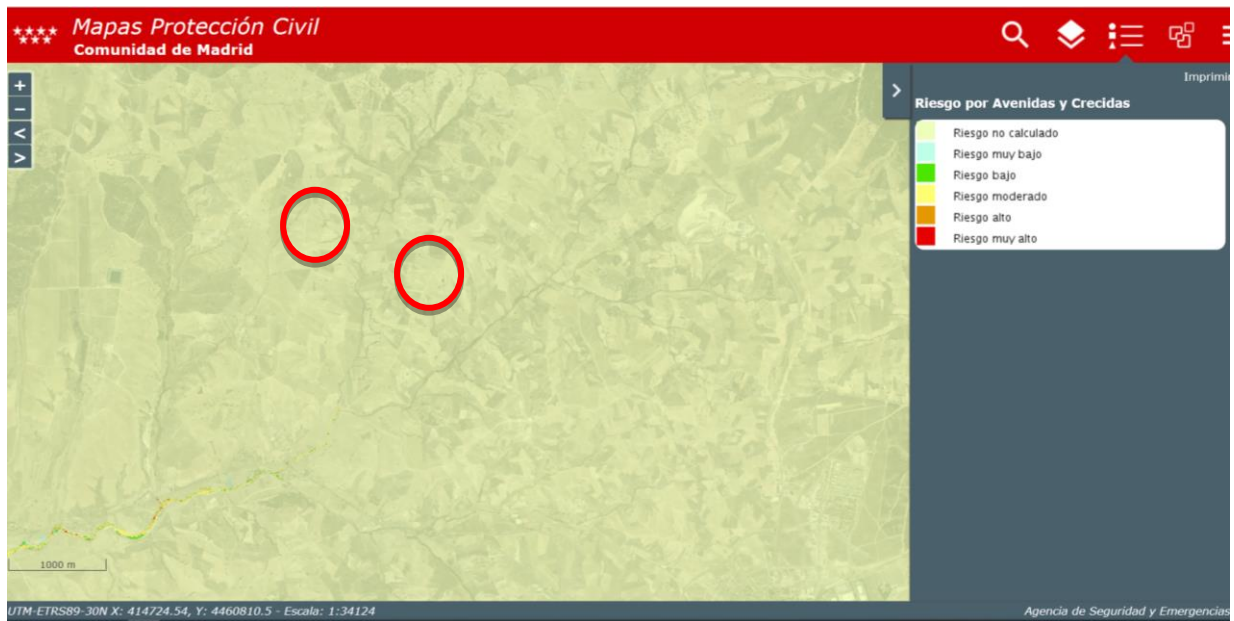 Mapas Protección Civil
Comunidad de Madrid
+
−
<
>
>
Imprimir
Riesgo por Avenidas y Crecidas
Riesgo no calculado
Riesgo muy bajo
Riesgo bajo
Riesgo moderado
Riesgo alto
Riesgo muy alto
1000 m
UTM-ETRS89-30N X: 414724.54, Y: 4460810.5 - Escala: 1:34124
Agencia de Seguridad y Emergencias